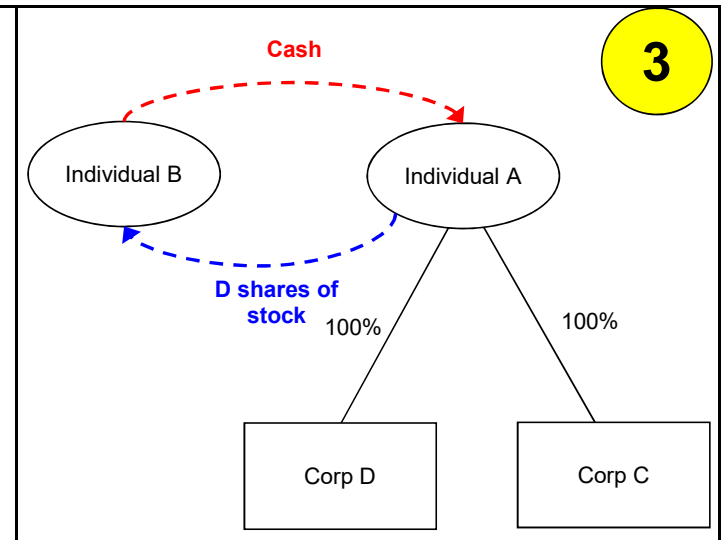 Cash
3
Individual B
Individual A
D shares of
stock
100%
100%
Corp D
Corp C